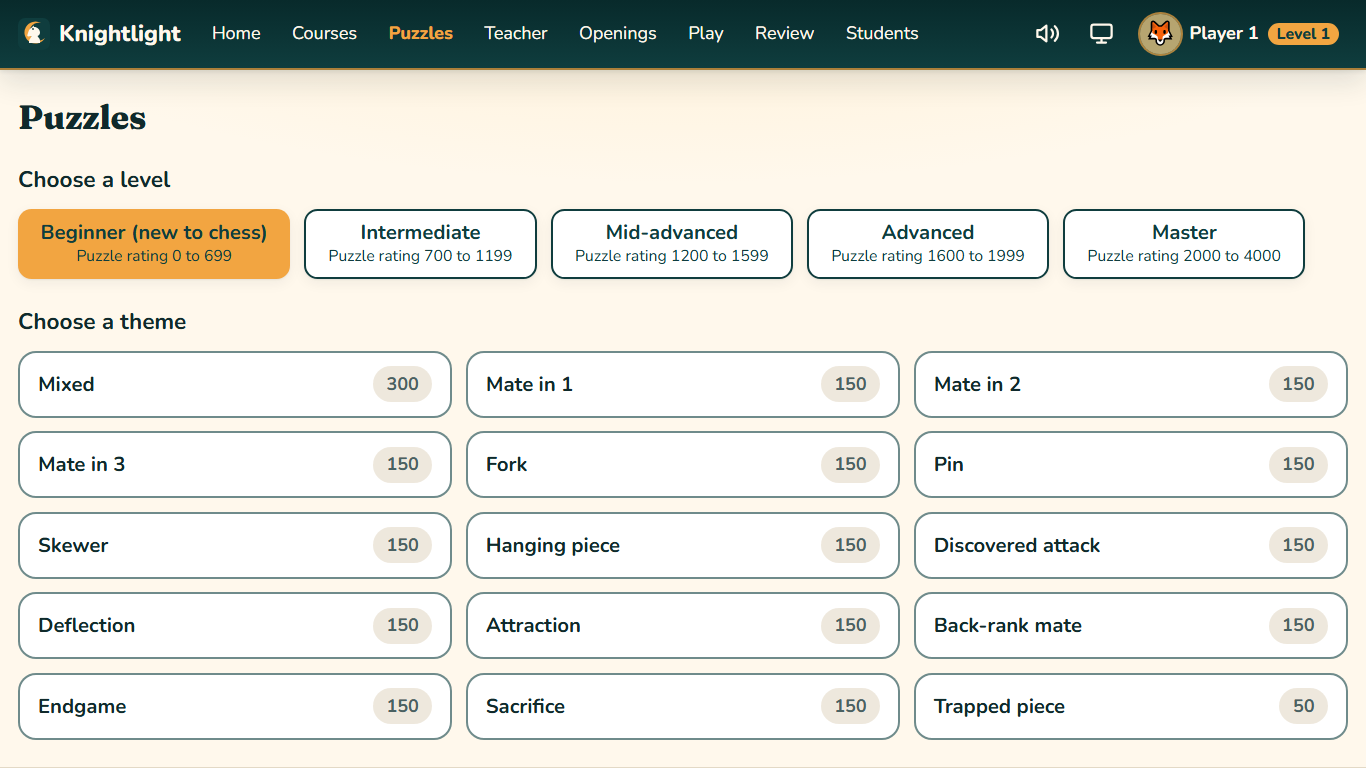 Knightlight Home Courses Puzzles Teacher Openings Play Review Students Player 1 Level 1
Puzzles
Choose a level
Beginner (new to chess)
Puzzle rating 0 to 699
Intermediate
Puzzle rating 700 to 1199
Mid-advanced
Puzzle rating 1200 to 1599
Advanced
Puzzle rating 1600 to 1999
Master
Puzzle rating 2000 to 4000
Choose a theme
Mixed 300
Mate in 1 150
Mate in 2 150
Mate in 3 150
Fork 150
Pin 150
Skewer 150
Hanging piece 150
Discovered attack 150
Deflection 150
Attraction 150
Back-rank mate 150
Endgame 150
Sacrifice 150
Trapped piece 50